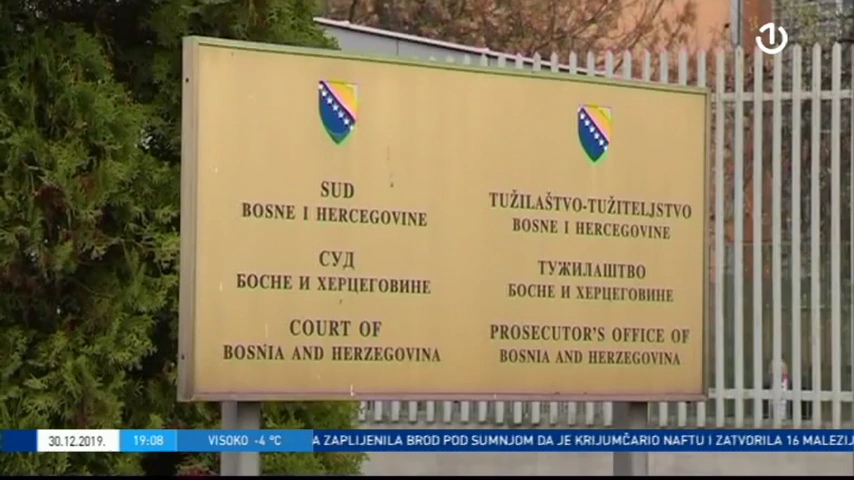 SUD
BOSNE I HERCEGOVINE
СУД
БОСНЕ И ХЕРЦЕГОВИНЕ
COURT OF
BOSNIA AND HERZEGOVINA
TUŽILAŠTVO-TUŽITELJSTVO
BOSNE I HERCEGOVINE
ТУЖИЛАШТВО
БОСНЕ И ХЕРЦЕГОВИНЕ
PROSECUTOR'S OFFICE OF
BOSNIA AND HERZEGOVINA
30.12.2019. 19:08 VISOKO -4 °C A ZAPLIJENILA BROD POD SUMNJOM DA JE KRIJUMČARIO NAFTU I ZATVORILA 16 MALEZIJ